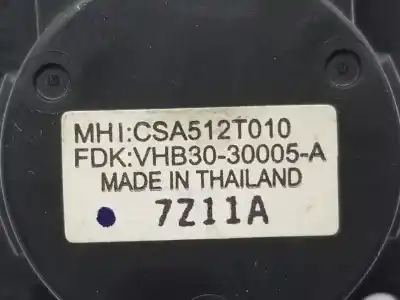 MHI:CSA512T010
FDK:VHB30-30005-A
MADE IN THAILAND
7Z11A